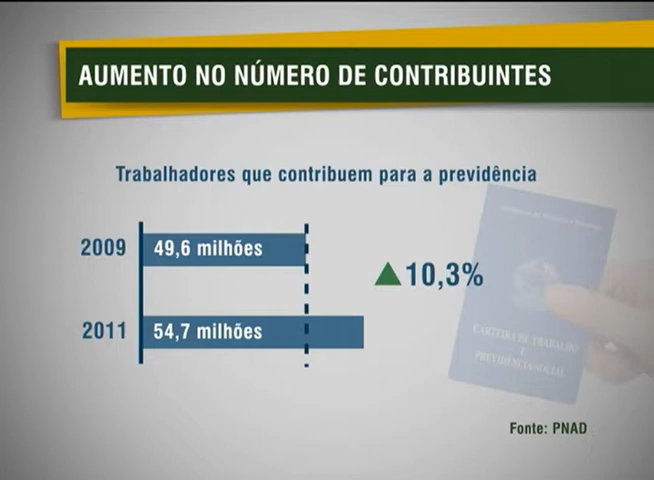 AUMENTO NO NÚMERO DE CONTRIBUINTES
Trabalhadores que contribuem para a previdência
2009 49,6 milhões
10,3%
2011 54,7 milhões
CARTEIRA DE TRABALHO
E
PREVIDÊNCIA SOCIAL
Fonte: PNAD